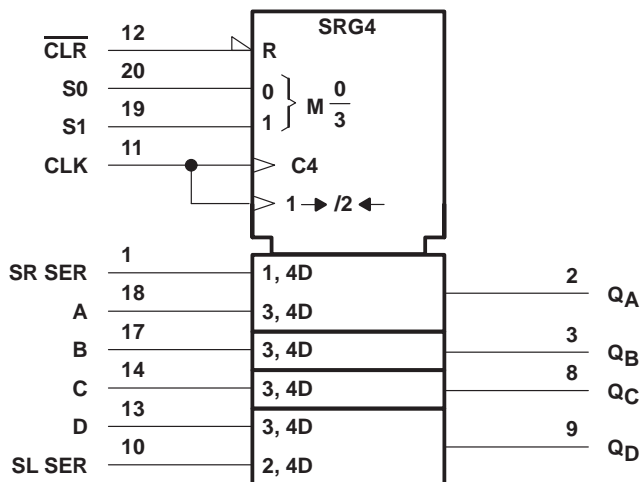 SRG4
CLR 12 R
S0 20 0
M 0/3
S1 19 1
CLK 11 C4
1 → /2 ←
SR SER 1 1, 4D
2 QA
A 18 3, 4D
B 17 3, 4D 3 QB
C 14 3, 4D 8 QC
D 13 3, 4D
9 QD
SL SER 10 2, 4D